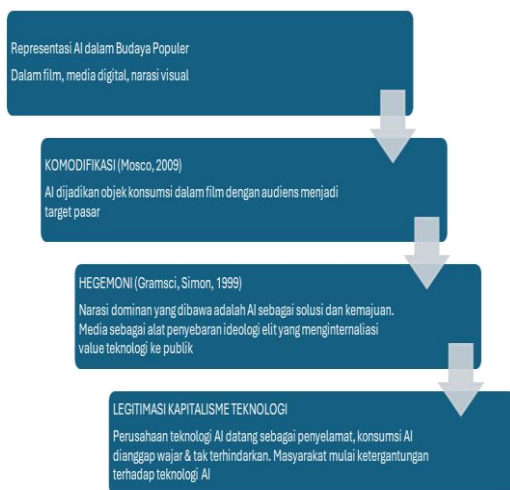 Representasi AI dalam Budaya Populer
Dalam film, media digital, narasi visual
KOMODIFIKASI (Mosco, 2009)
AI dijadikan objek konsumsi dalam film dengan audiens menjadi
target pasar
HEGEMONI (Gramsci, Simon, 1999)
Narasi dominan yang dibawa adalah AI sebagai solusi dan kemajuan.
Media sebagai alat penyebaran ideologi elit yang menginternaliasi
value teknologi ke publik
LEGITIMASI KAPITALISME TEKNOLOGI
Perusahaan teknologi AI datang sebagai penyelamat, konsumsi AI
dianggap wajar & tak terhindarkan. Masyarakat mulai ketergantungan
terhadap teknologi AI